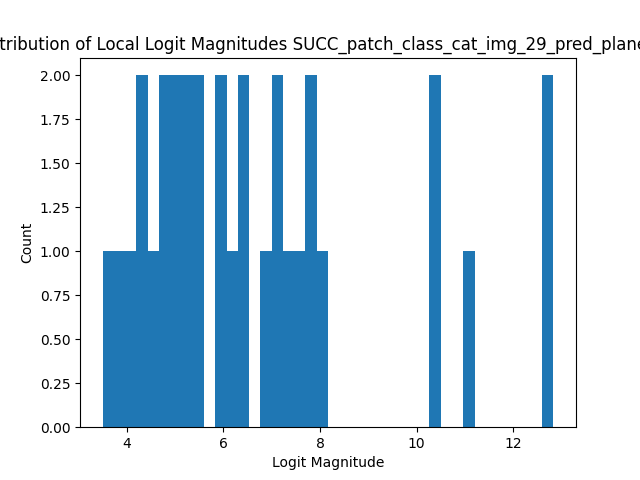 tribution of Local Logit Magnitudes SUCC_patch_class_cat_img_29_pred_plane
2.00
1.75
1.50
1.25
1.00
0.75
0.50
0.25
0.00
Count
4 6 8 10 12
Logit Magnitude